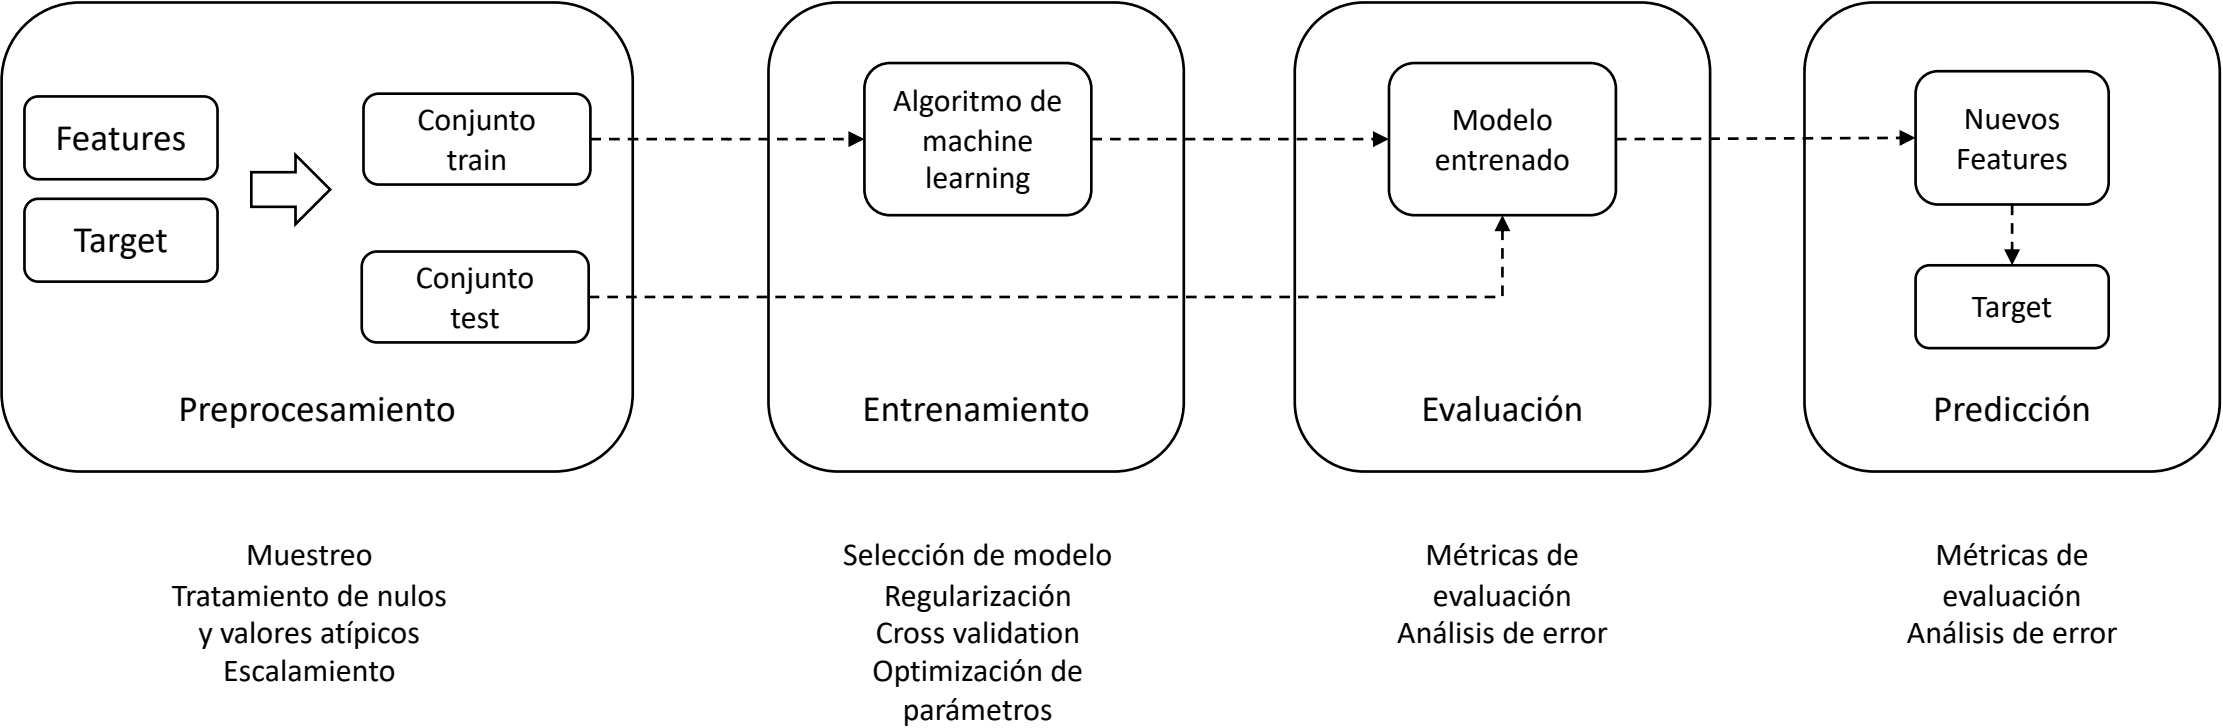 Features
Target
Conjunto
train
Conjunto
test
Preprocesamiento
Algoritmo de
machine
learning
Entrenamiento
Modelo
entrenado
Evaluación
Nuevos
Features
Target
Predicción
Muestreo
Tratamiento de nulos
y valores atípicos
Escalamiento
Selección de modelo
Regularización
Cross validation
Optimización de
parámetros
Métricas de
evaluación
Análisis de error
Métricas de
evaluación
Análisis de error